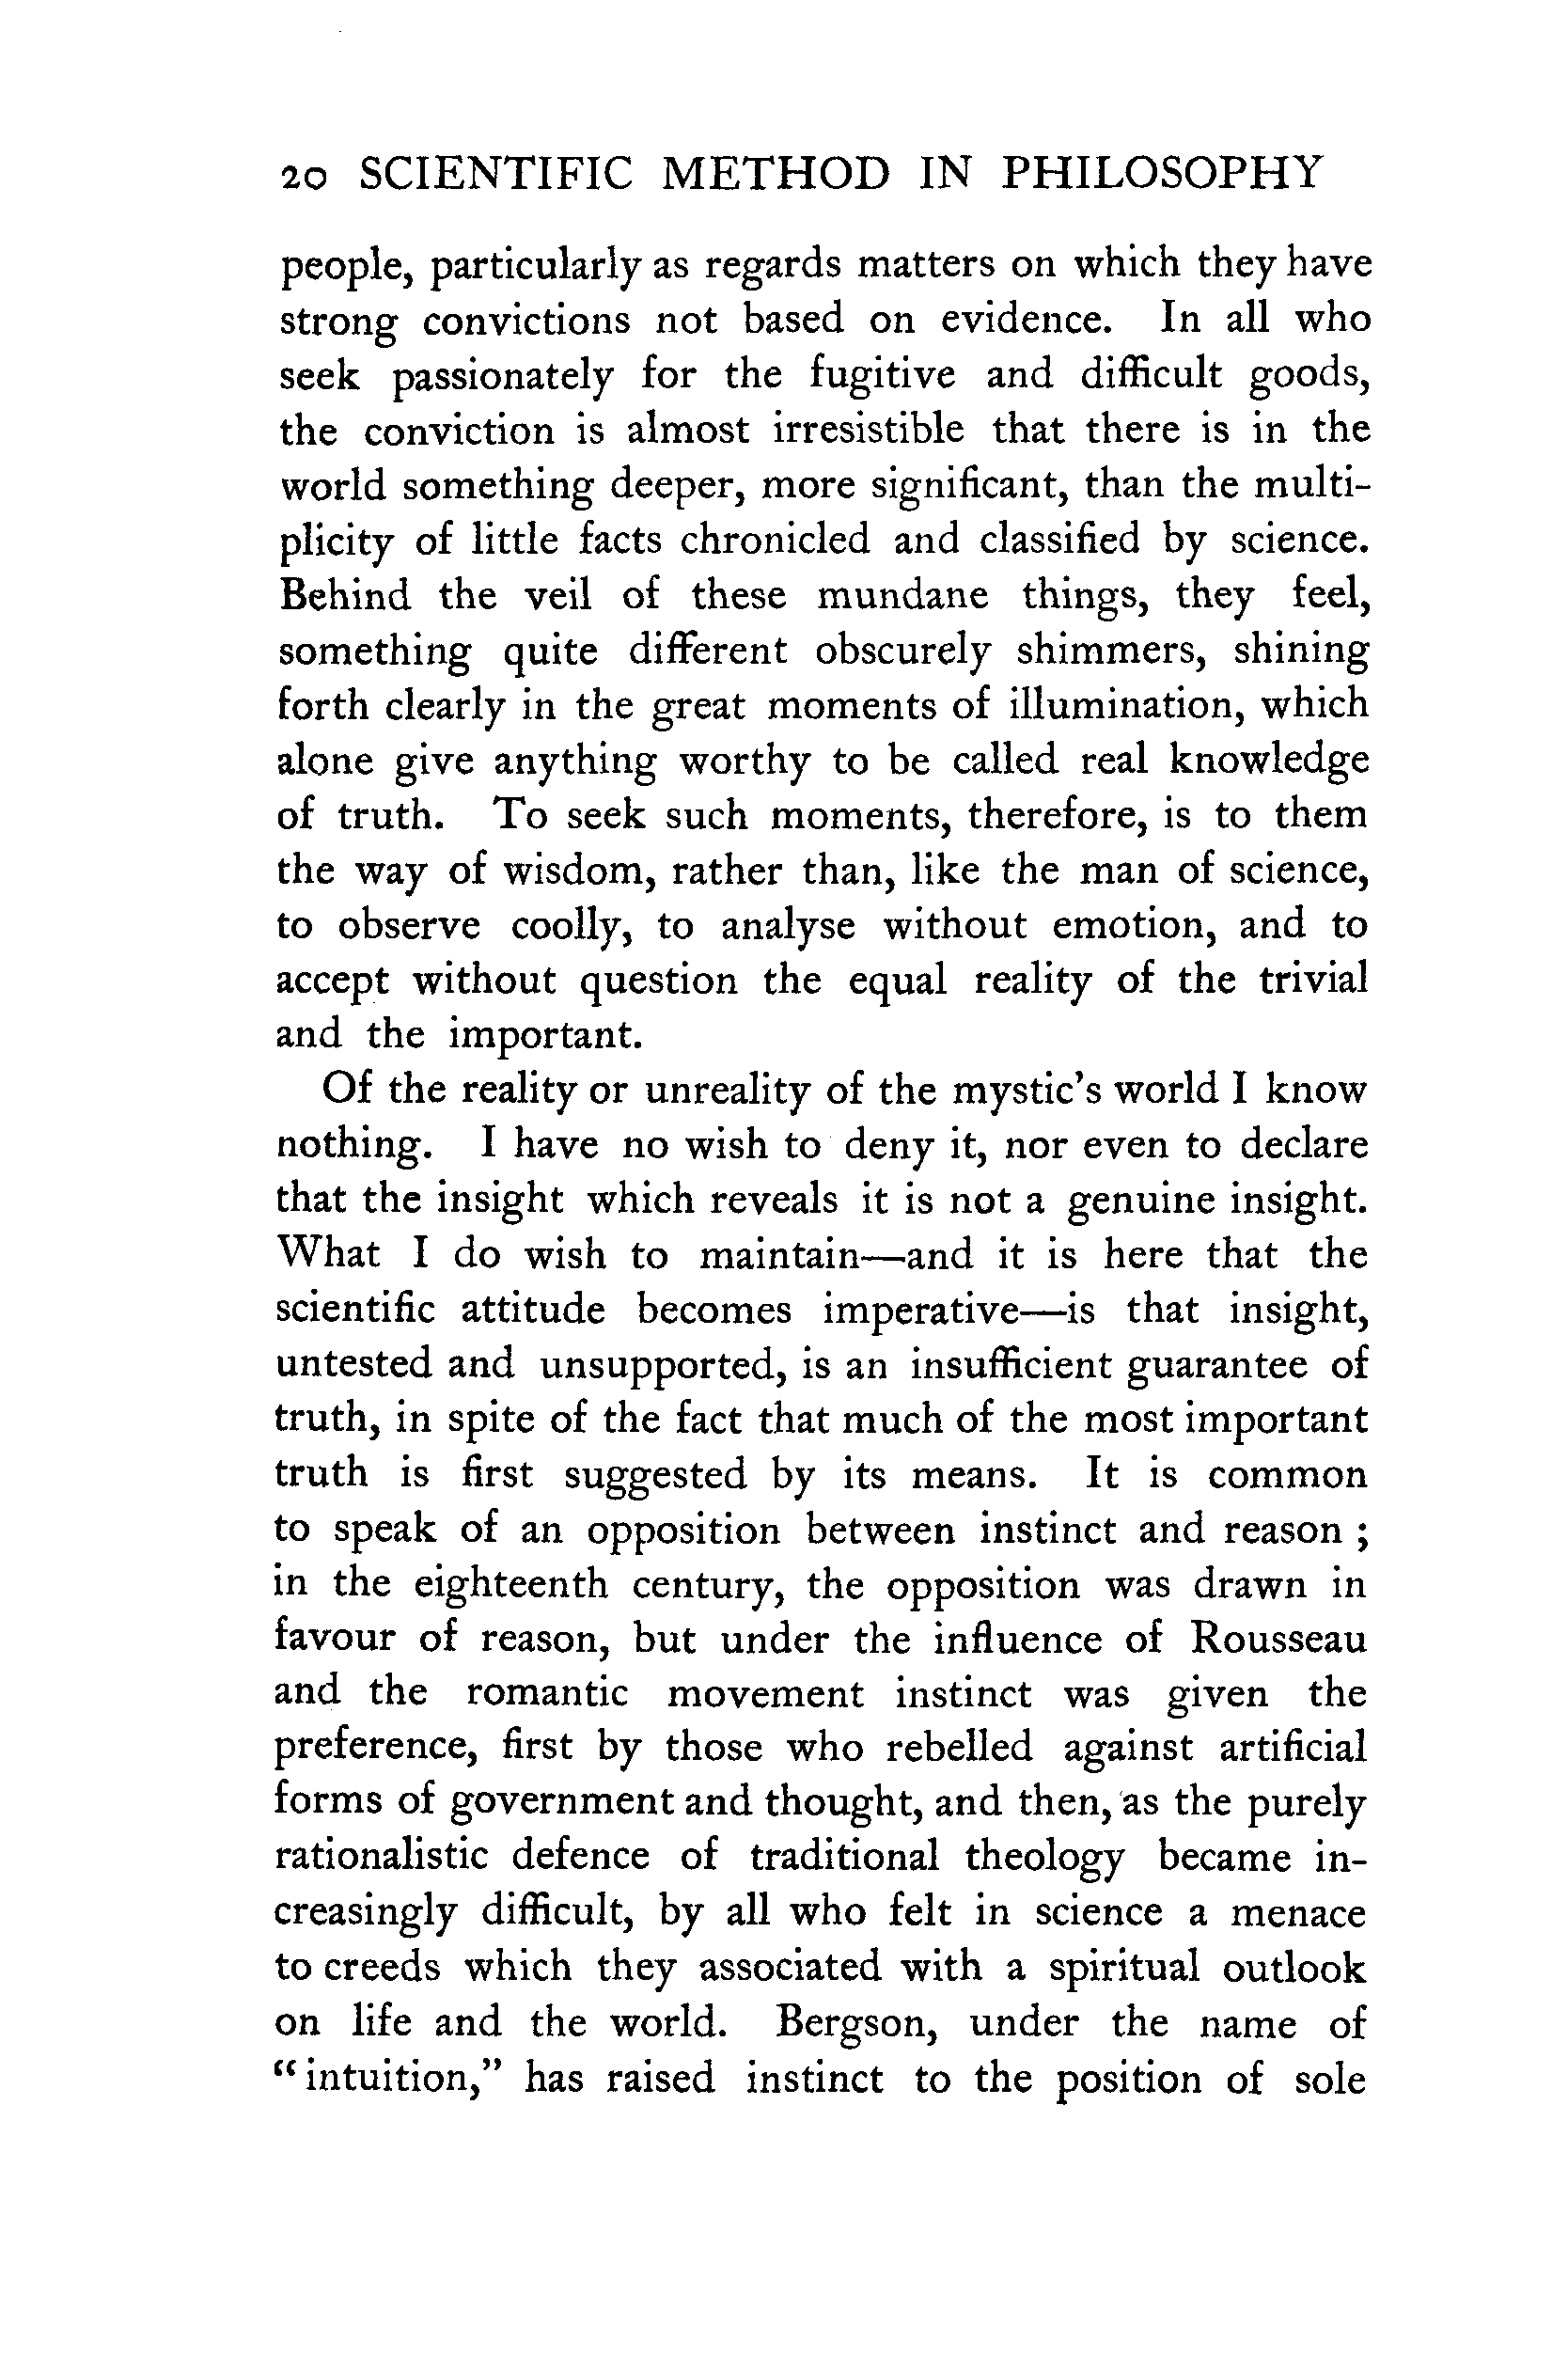 20 SCIENTIFIC METHOD IN PHILOSOPHY
people, particularly as regards matters on which they have
strong convictions not based on evidence. In all who
seek passionately for the fugitive and difficult goods,
the conviction is almost irresistible that there is in the
world something deeper, more significant, than the multi-
plicity of little facts chronicled and classified by science.
Behind the veil of these mundane things, they feel,
something quite different obscurely shimmers, shining
forth clearly in the great moments of illumination, which
alone give anything worthy to be called real knowledge
of truth. To seek such moments, therefore, is to them
the way of wisdom, rather than, like the man of science,
to observe coolly, to analyse without emotion, and to
accept without question the equal reality of the trivial
and the important.
Of the reality or unreality of the mystic's world I know
nothing. I have no wish to deny it, nor even to declare
that the insight which reveals it is not a genuine insight.
What I do wish to maintain—and it is here that the
scientific attitude becomes imperative—is that insight,
untested and unsupported, is an insufficient guarantee of
truth, in spite of the fact that much of the most important
truth is first suggested by its means. It is common
to speak of an opposition between instinct and reason ;
in the eighteenth century, the opposition was drawn in
favour of reason, but under the influence of Rousseau
and the romantic movement instinct was given the
preference, first by those who rebelled against artificial
forms of government and thought, and then, as the purely
rationalistic defence of traditional theology became in-
creasingly difficult, by all who felt in science a menace
to creeds which they associated with a spiritual outlook
on life and the world. Bergson, under the name of
“intuition,” has raised instinct to the position of sole